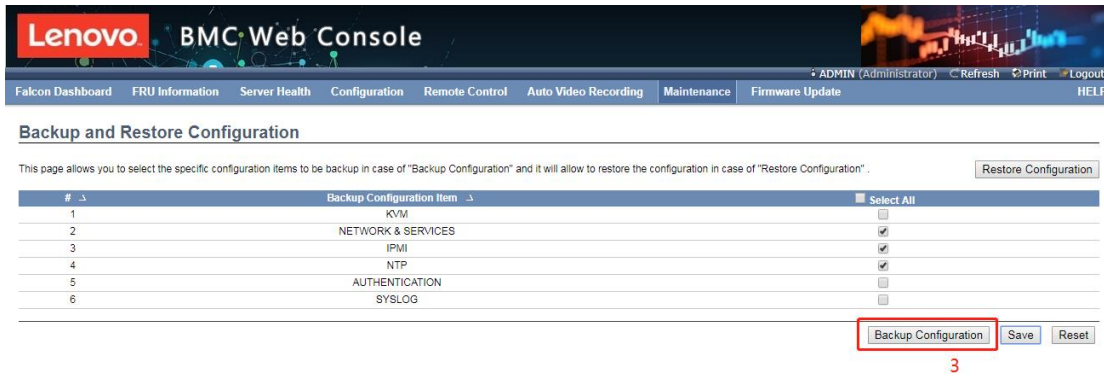 Lenovo BMC Web Console
ADMIN (Administrator) Refresh Print Logout
Falcon Dashboard FRU Information Server Health Configuration Remote Control Auto Video Recording Maintenance Firmware Update HELP
Backup and Restore Configuration
This page allows you to select the specific configuration items to be backup in case of "Backup Configuration" and it will allow to restore the configuration in case of "Restore Configuration" .
Restore Configuration
# Backup Configuration Item Select All
1 KVM
2 NETWORK & SERVICES
3 IPMI
4 NTP
5 AUTHENTICATION
6 SYSLOG
Backup Configuration Save Reset
3